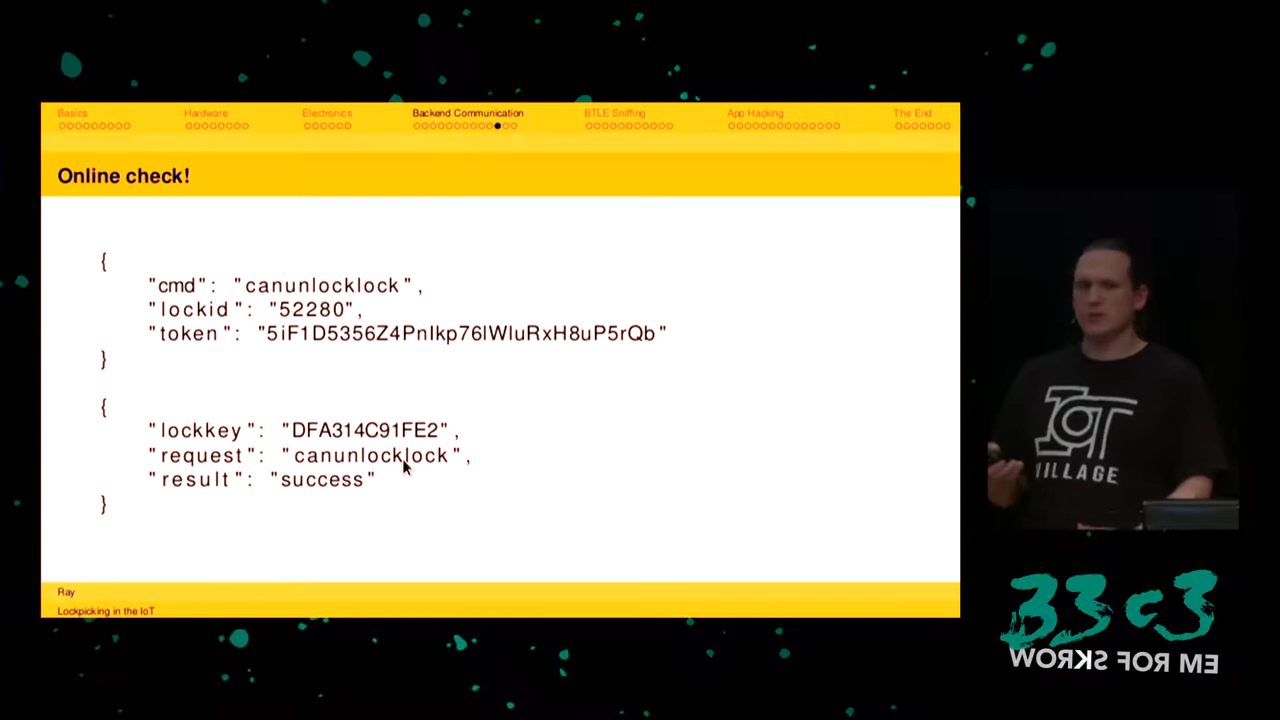 Basics Hardware Electronics Backend Communication BTLE Sniffing App Hacking The End
Online check!
{
"cmd": "canunlocklock",
"lockid": "52280",
"token": "5iF1D5356Z4PnIkp76lWluRxH8uP5rQb"
}
{
"lockkey": "DFA314C91FE2",
"request": "canunlocklock",
"result": "success"
}
Ray
Lockpicking in the IoT
IOT
VILLAGE
33c3
WORKS FOR ME